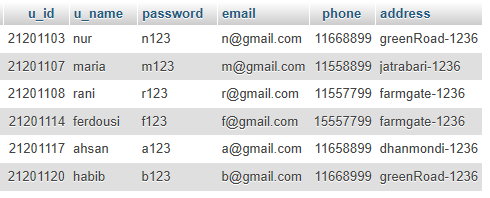 u_id u_name password email phone address
21201103 nur n123 n@gmail.com 11668899 greenRoad-1236
21201107 maria m123 m@gmail.com 11558899 jatrabari-1236
21201108 rani r123 r@gmail.com 11557799 farmgate-1236
21201114 ferdousi f123 f@gmail.com 15557799 farmgate-1236
21201117 ahsan a123 a@gmail.com 11658899 dhanmondi-1236
21201120 habib b123 b@gmail.com 11668999 greenRoad-1236